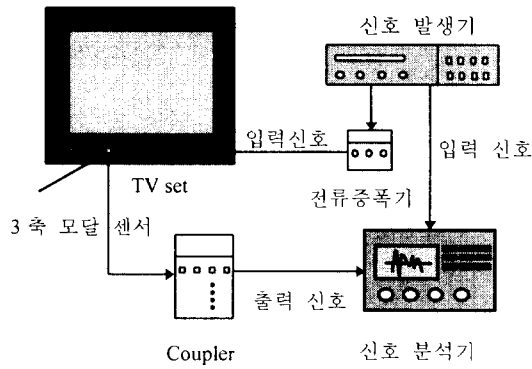 신호 발생기
입력신호
입력 신호
TV set
전류증폭기
3 축 모달 센서
출력 신호
Coupler
신호 분석기